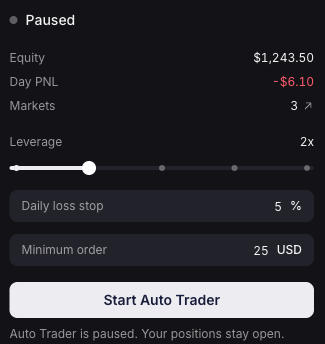 Paused
Equity $1,243.50
Day PNL -$6.10
Markets 3 ↗
Leverage 2x
Daily loss stop 5 %
Minimum order 25 USD
Start Auto Trader
Auto Trader is paused. Your positions stay open.